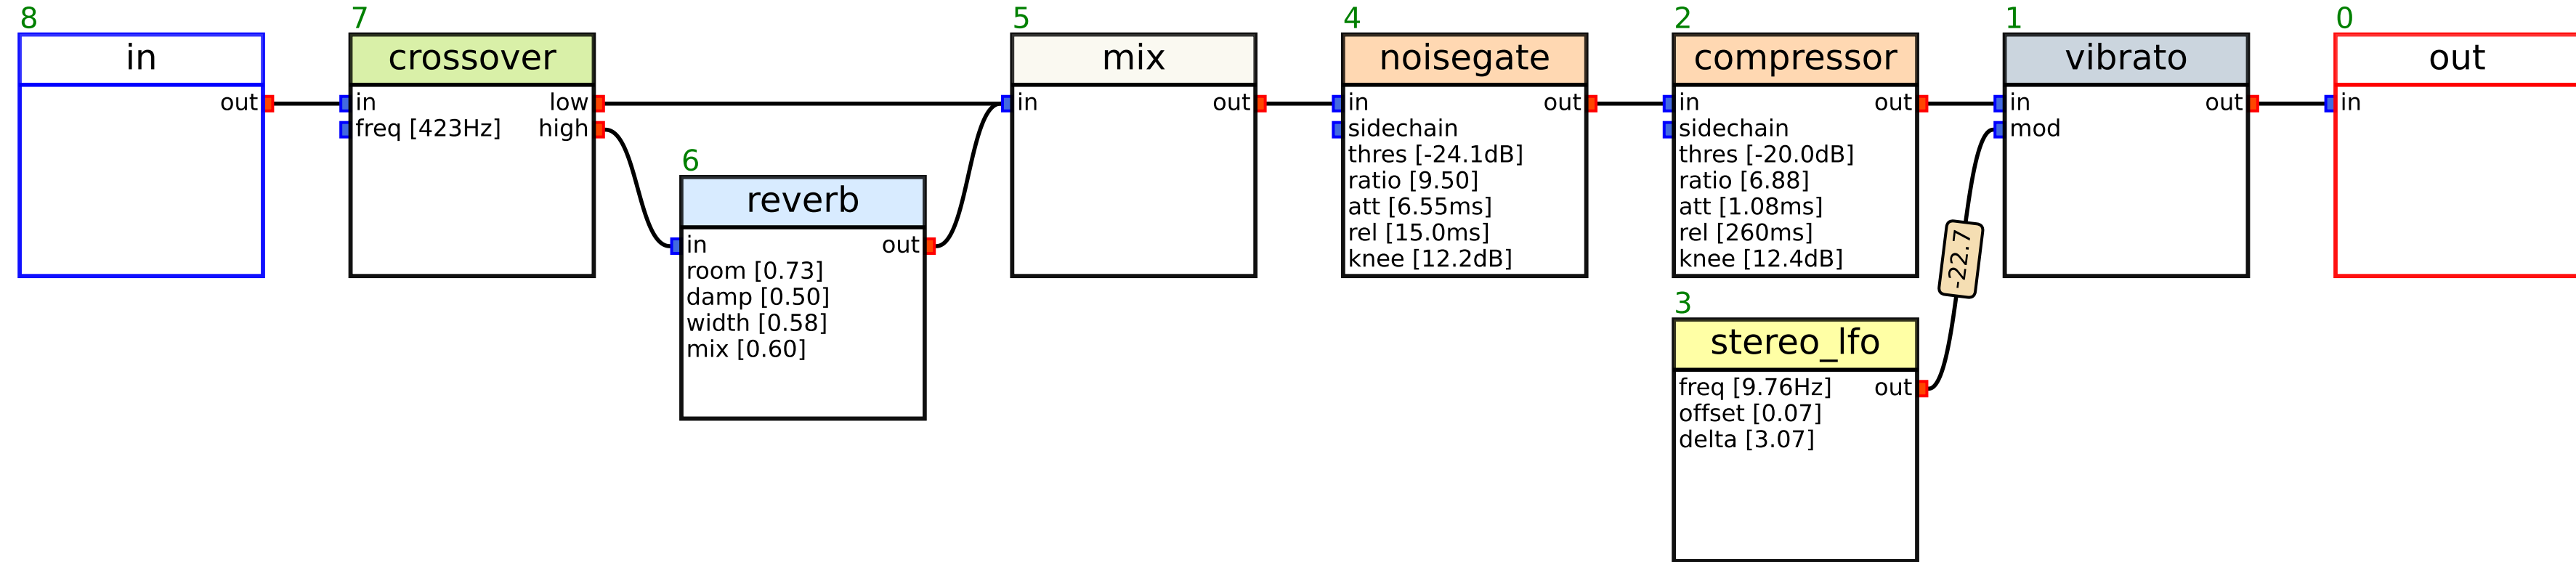 8
in
out
7
crossover
in
low
freq [423Hz]
high
6
reverb
in
out
room [0.73]
damp [0.50]
width [0.58]
mix [0.60]
5
mix
in
out
4
noisegate
in
out
sidechain
thres [-24.1dB]
ratio [9.50]
att [6.55ms]
rel [15.0ms]
knee [12.2dB]
2
compressor
in
out
sidechain
thres [-20.0dB]
ratio [6.88]
att [1.08ms]
rel [260ms]
knee [12.4dB]
3
stereo_lfo
freq [9.76Hz]
out
offset [0.07]
delta [3.07]
-22.7
1
vibrato
in
out
mod
0
out
in